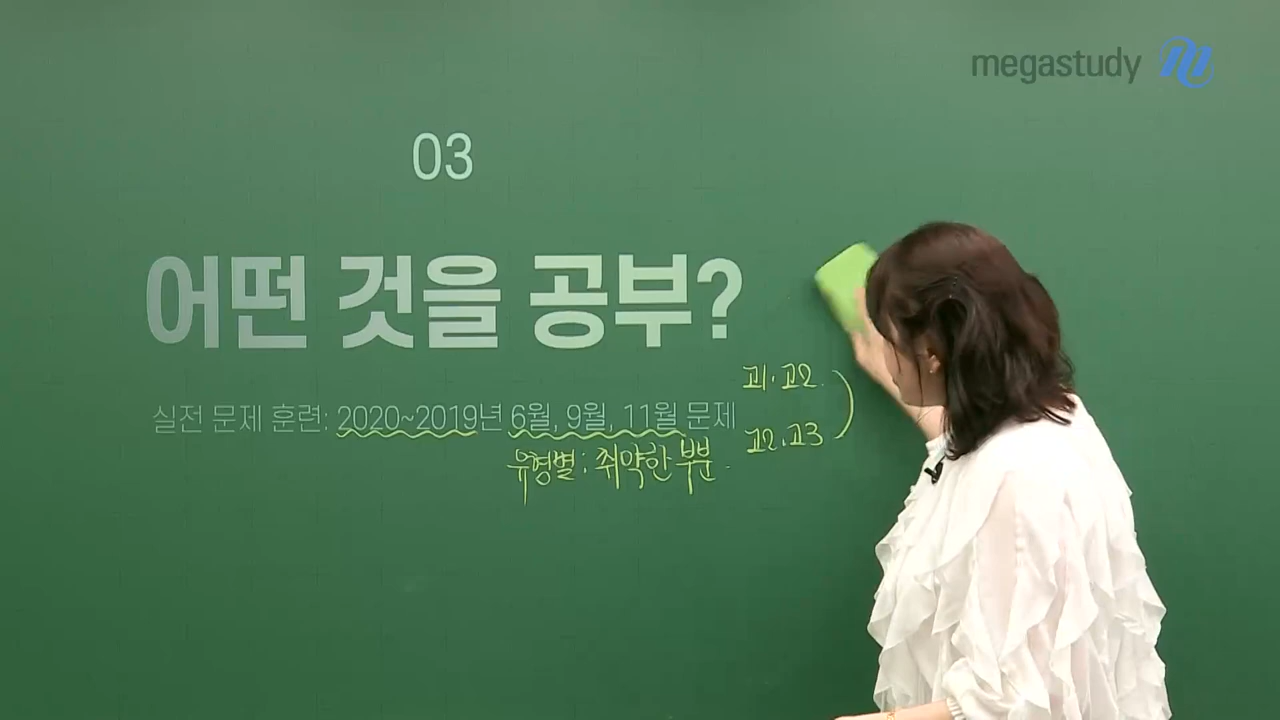 megastudy
03
어떤 것을 공부?
고1. 고2
실전 문제 훈련: 2020~2019년 6월, 9월, 11월 문제
고2. 고3
유형별: 취약한 부분